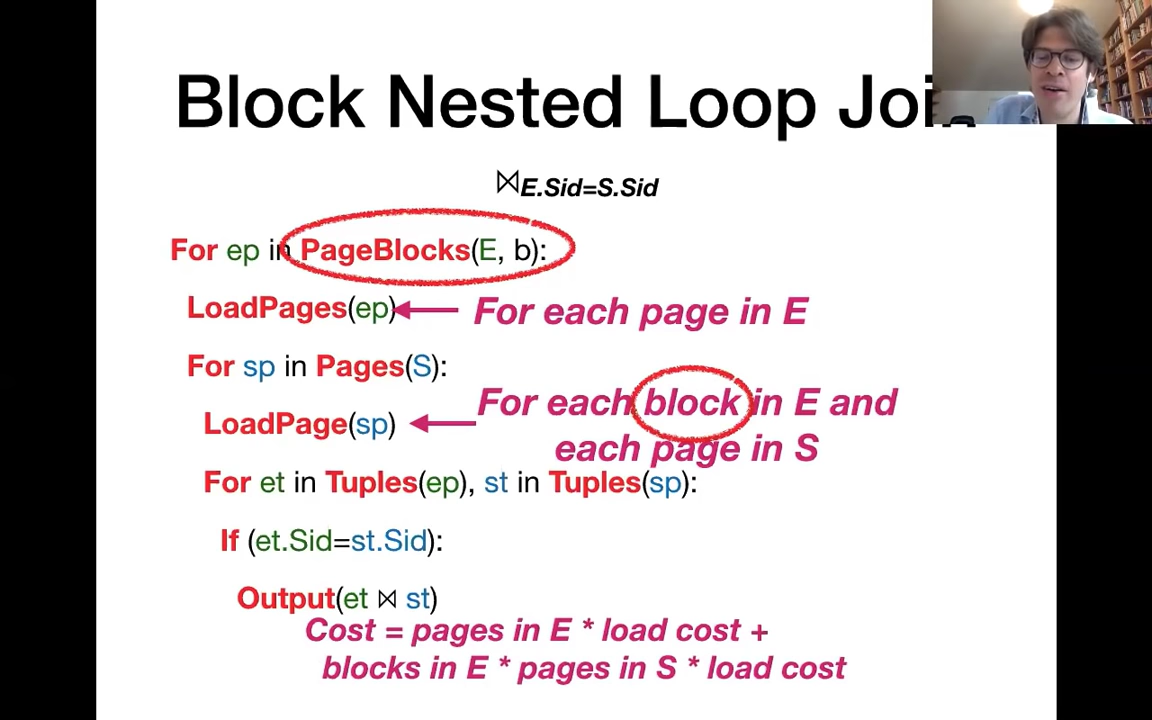 Block Nested Loop Join
⋈E.Sid=S.Sid
For ep in PageBlocks(E, b):
LoadPages(ep)
For each page in E
For sp in Pages(S):
For each block in E and
LoadPage(sp)
each page in S
For et in Tuples(ep), st in Tuples(sp):
If (et.Sid=st.Sid):
Output(et ⋈ st)
Cost = pages in E * load cost +
blocks in E * pages in S * load cost